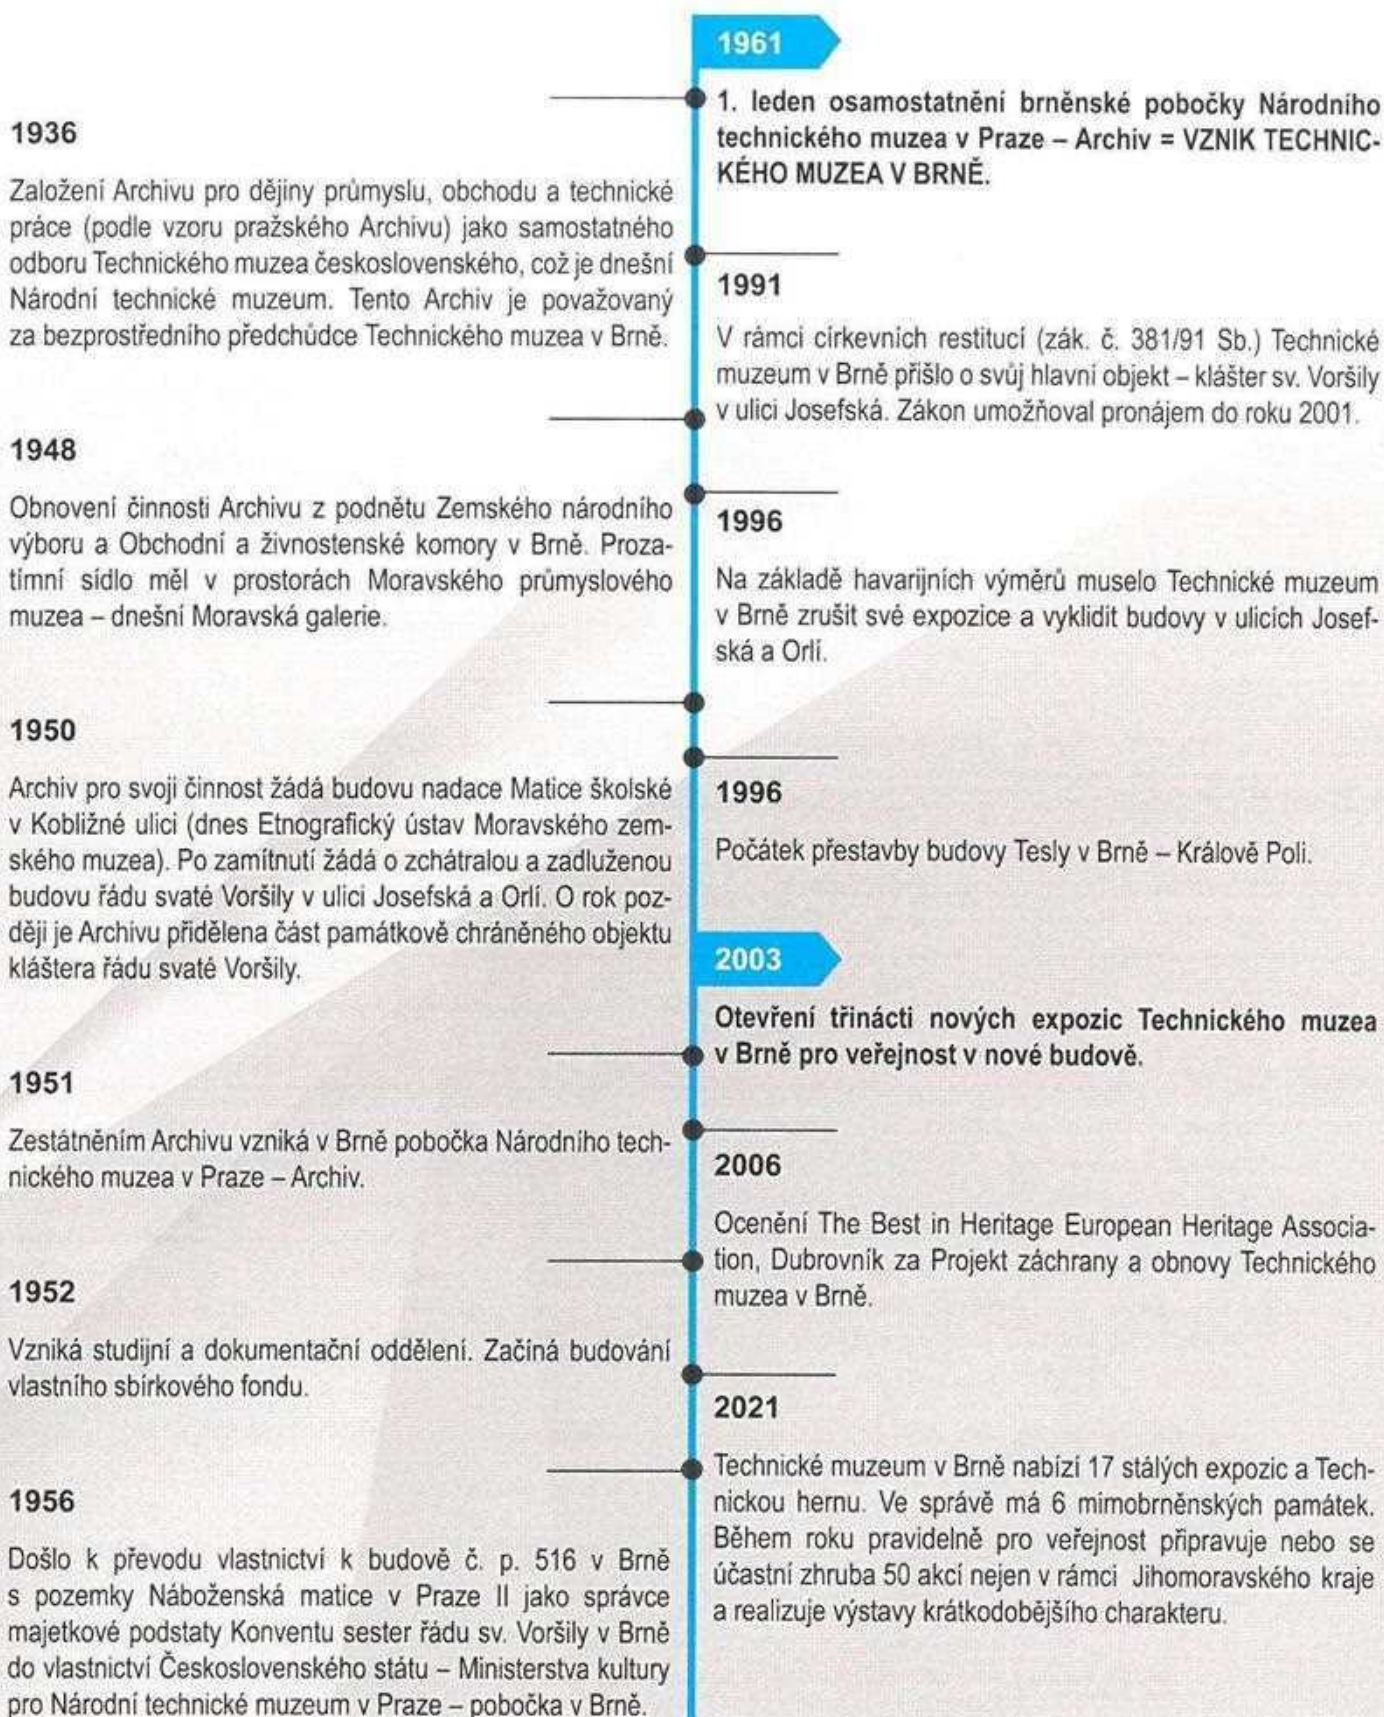 1936
Založení Archivu pro dějiny průmyslu, obchodu a technické
práce (podle vzoru pražského Archivu) jako samostatného
odboru Technického muzea československého, což je dnešní
Národní technické muzeum. Tento Archiv je považovaný
za bezprostředního předchůdce Technického muzea v Brně.
1948
Obnovení činnosti Archivu z podnětu Zemského národního
výboru a Obchodní a živnostenské komory v Brně. Proza-
tímní sídlo měl v prostorách Moravského průmyslového
muzea – dnešní Moravská galerie.
1950
Archiv pro svoji činnost žádá budovu nadace Matice školské
v Kobližné ulici (dnes Etnografický ústav Moravského zem-
ského muzea). Po zamítnutí žádá o zchátralou a zadluženou
budovu řádu svaté Voršily v ulici Josefská a Orlí. O rok poz-
ději je Archivu přidělena část památkově chráněného objektu
kláštera řádu svaté Voršily.
1951
Zestátněním Archivu vzniká v Brně pobočka Národního tech-
nického muzea v Praze – Archiv.
1952
Vzniká studijní a dokumentační oddělení. Začíná budování
vlastního sbírkového fondu.
1956
Došlo k převodu vlastnictví k budově č. p. 516 v Brně
s pozemky Náboženská matice v Praze II jako správce
majetkové podstaty Konventu sester řádu sv. Voršily v Brně
do vlastnictví Československého státu – Ministerstva kultury
pro Národní technické muzeum v Praze – pobočka v Brně.
1961
1. leden osamostatnění brněnské pobočky Národního
technického muzea v Praze – Archiv = VZNIK TECHNIC-
KÉHO MUZEA V BRNĚ.
1991
V rámci církevních restitucí (zák. č. 381/91 Sb.) Technické
muzeum v Brně přišlo o svůj hlavní objekt – klášter sv. Voršily
v ulici Josefská. Zákon umožňoval pronájem do roku 2001.
1996
Na základě havarijních výměrů muselo Technické muzeum
v Brně zrušit své expozice a vyklidit budovy v ulicích Josef-
ská a Orlí.
1996
Počátek přestavby budovy Tesly v Brně – Králově Poli.
2003
Otevření třinácti nových expozic Technického muzea
v Brně pro veřejnost v nové budově.
2006
Ocenění The Best in Heritage European Heritage Associa-
tion, Dubrovník za Projekt záchrany a obnovy Technického
muzea v Brně.
2021
Technické muzeum v Brně nabízí 17 stálých expozic a Tech-
nickou hernu. Ve správě má 6 mimobrněnských památek.
Během roku pravidelně pro veřejnost připravuje nebo se
účastní zhruba 50 akcí nejen v rámci Jihomoravského kraje
a realizuje výstavy krátkodobějšího charakteru.